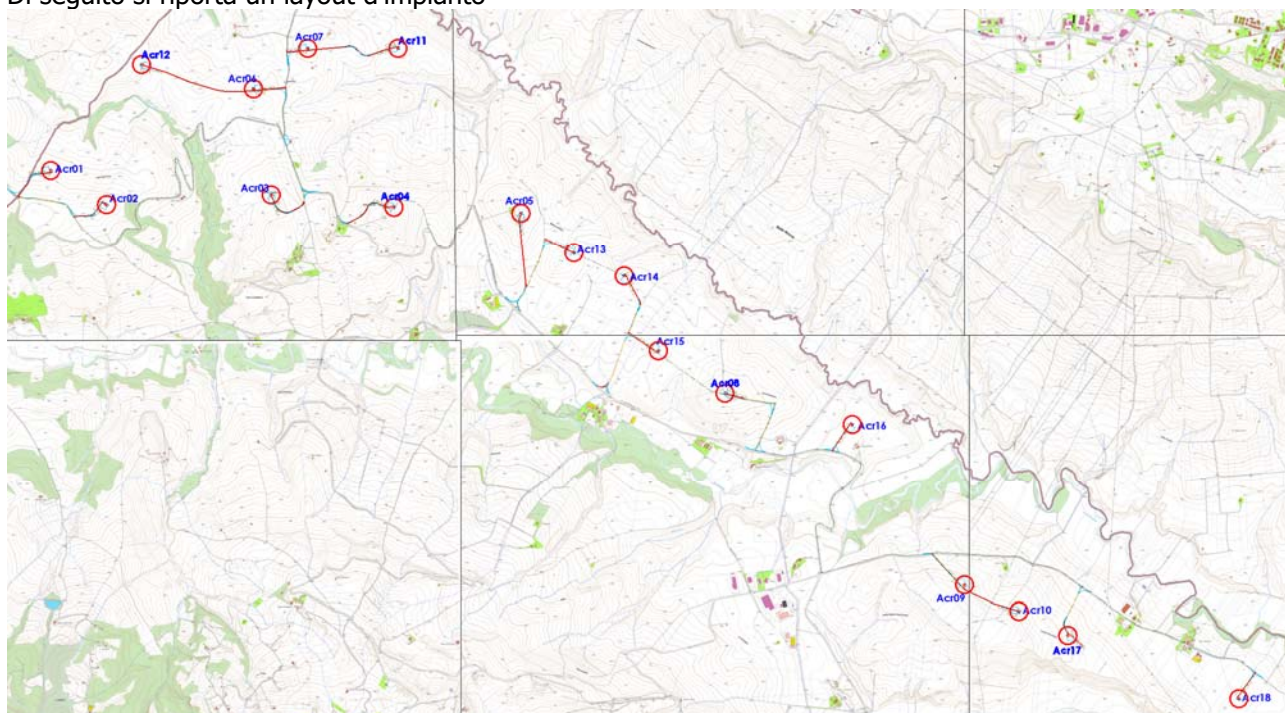 Di seguito si riporta un layout d'impianto
Acr07
Acr11
Acr12
Acr06
Acr01
Acr03
Acr02
Acr04
Acr05
Acr13
Acr14
Acr15
Acr08
Acr16
Acr09
Acr10
Acr17
Acr18